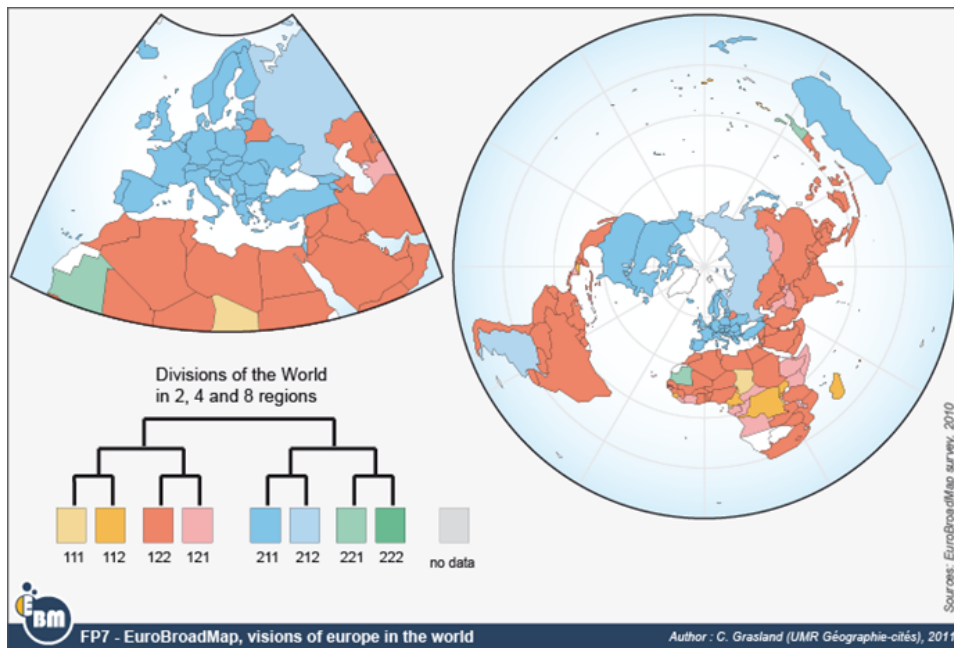 Divisions of the World
in 2, 4 and 8 regions
111 112 122 121 211 212 221 222 no data
Sources: EuroBroadMap survey, 2010
EBM
FP7 - EuroBroadMap, visions of europe in the world
Author : C. Grasland (UMR Géographie-cités), 2011